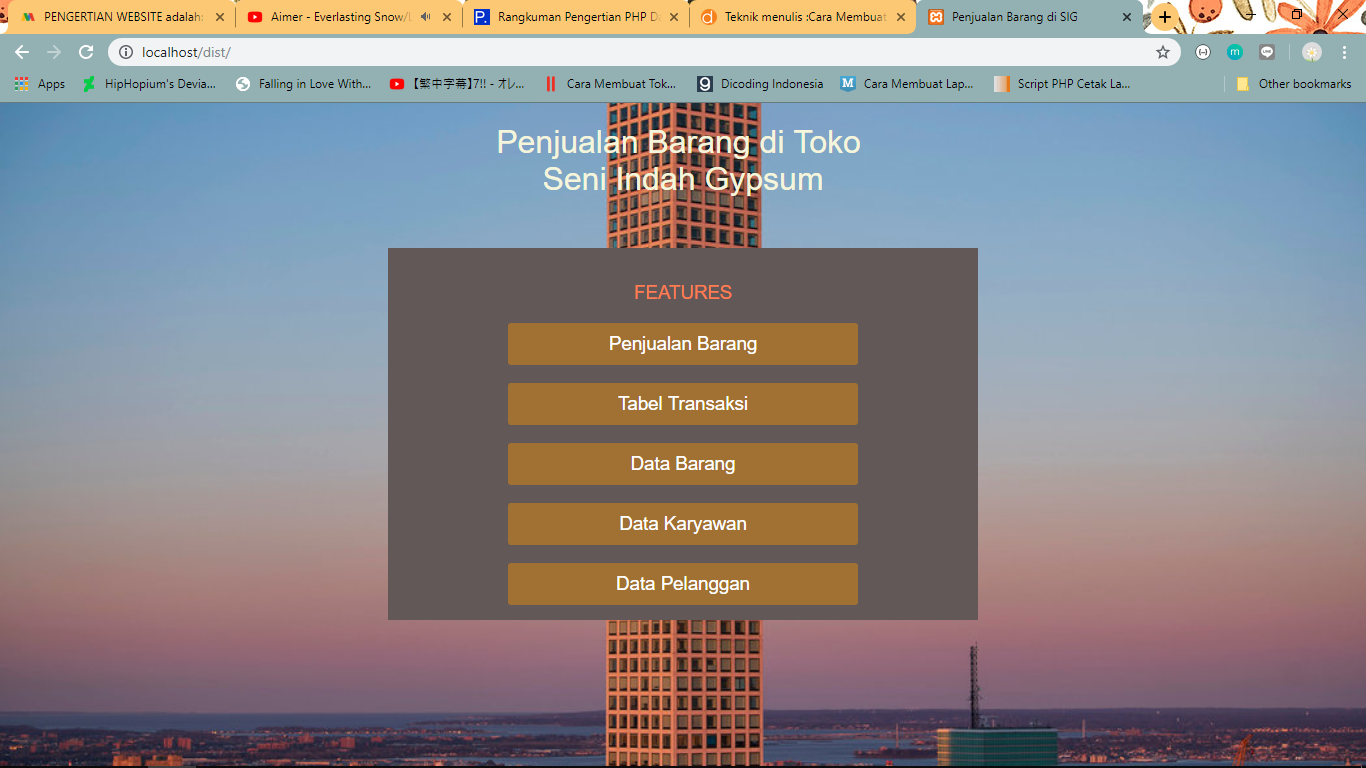 PENGERTIAN WEBSITE adalah:
Aimer - Everlasting Snow/
Rangkuman Pengertian PHP Da
Teknik menulis :Cara Membuat
Penjualan Barang di SIG
localhost/dist/
Apps
HipHopium's Devia...
Falling in Love With...
【繁中字幕】7!! - オレ...
Cara Membuat Tok...
Dicoding Indonesia
Cara Membuat Lap...
Script PHP Cetak La...
Other bookmarks
Penjualan Barang di Toko
Seni Indah Gypsum
FEATURES
Penjualan Barang
Tabel Transaksi
Data Barang
Data Karyawan
Data Pelanggan